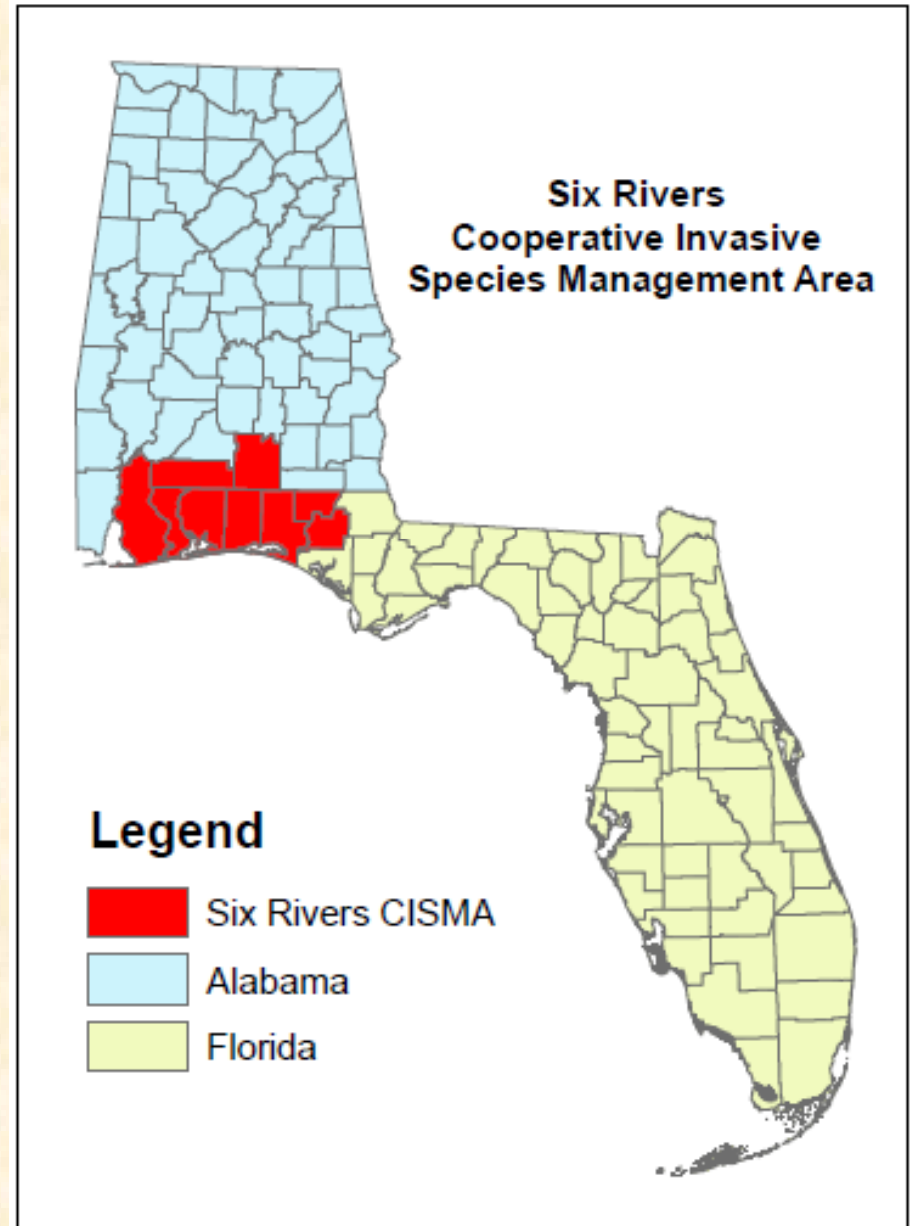 Six Rivers
Cooperative Invasive
Species Management Area
Legend
Six Rivers CISMA
Alabama
Florida